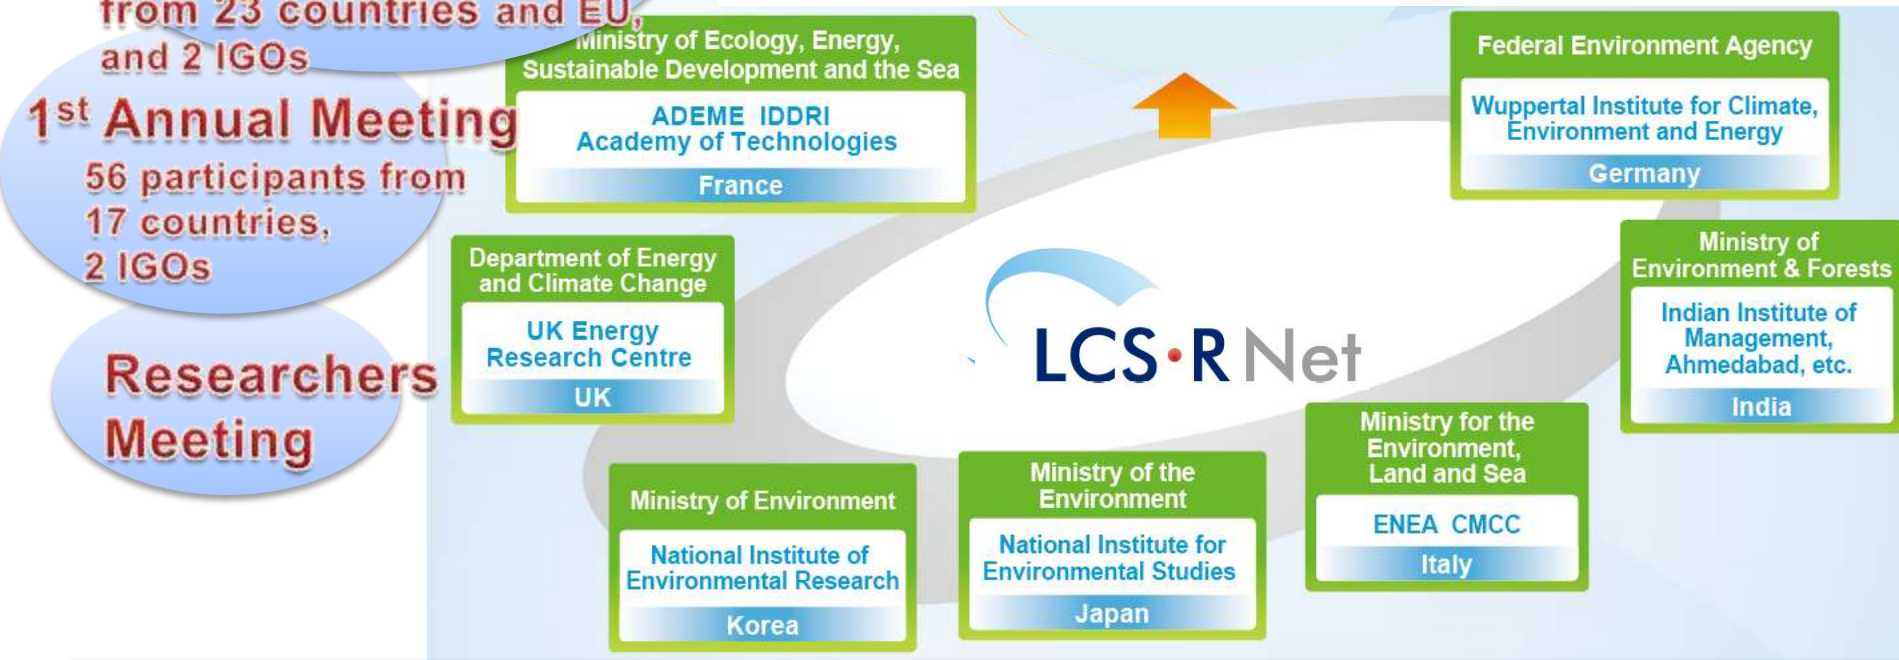 from 23 countries and EU,
and 2 IGOs
1st Annual Meeting
56 participants from
17 countries,
2 IGOs
Researchers
Meeting
Ministry of Ecology, Energy,
Sustainable Development and the Sea
ADEME IDDRI
Academy of Technologies
France
Federal Environment Agency
Wuppertal Institute for Climate,
Environment and Energy
Germany
Department of Energy
and Climate Change
UK Energy
Research Centre
UK
LCS·R Net
Ministry of
Environment & Forests
Indian Institute of
Management,
Ahmedabad, etc.
India
Ministry of Environment
National Institute of
Environmental Research
Korea
Ministry of the
Environment
National Institute for
Environmental Studies
Japan
Ministry for the
Environment,
Land and Sea
ENEA CMCC
Italy